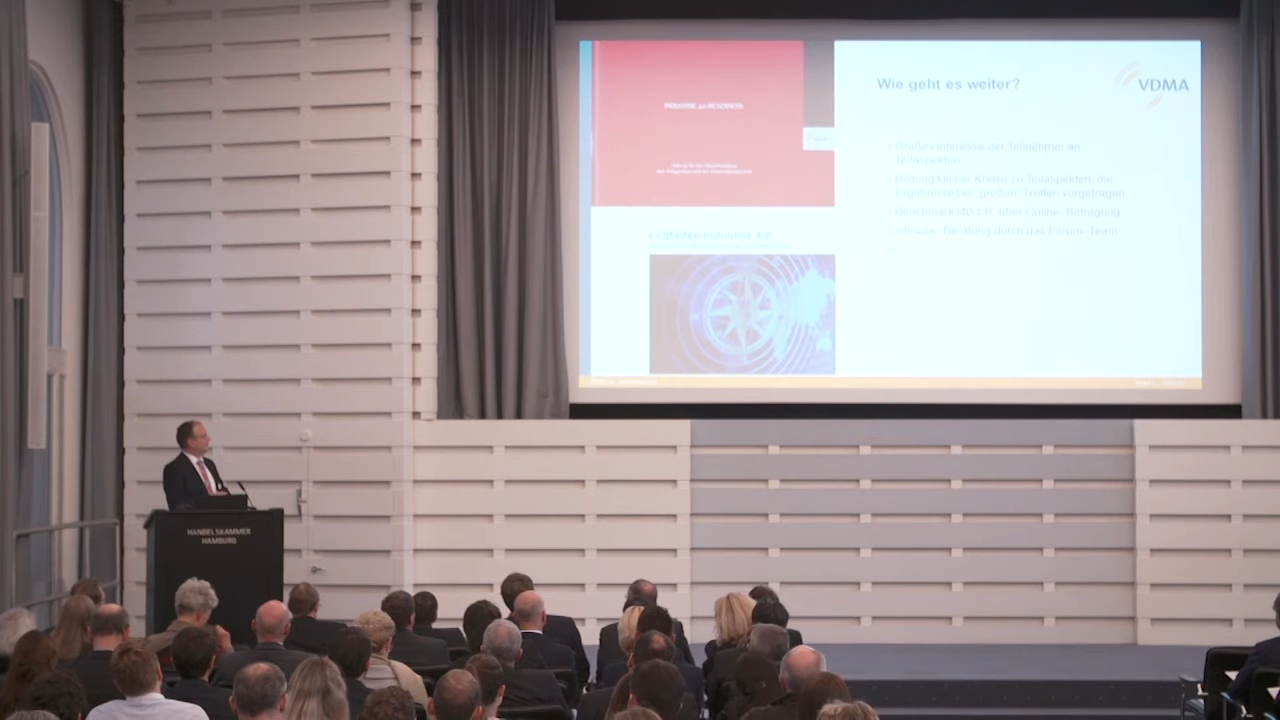 INDUSTRIE 4.0-READINESS
Wie geht es weiter?
VDMA
Großes Interesse der Teilnehmer an
Teilaspekten
Bildung kleiner Kreise zu Teilaspekten, die
Ergebnisse bei „großen" Treffen vorgetragen
Benchmark I40 z.B. über Online- Befragung
Inhouse- Beratung durch das Forum- Team
Leitfaden Industrie 4.0
HANDELSKAMMER
HAMBURG